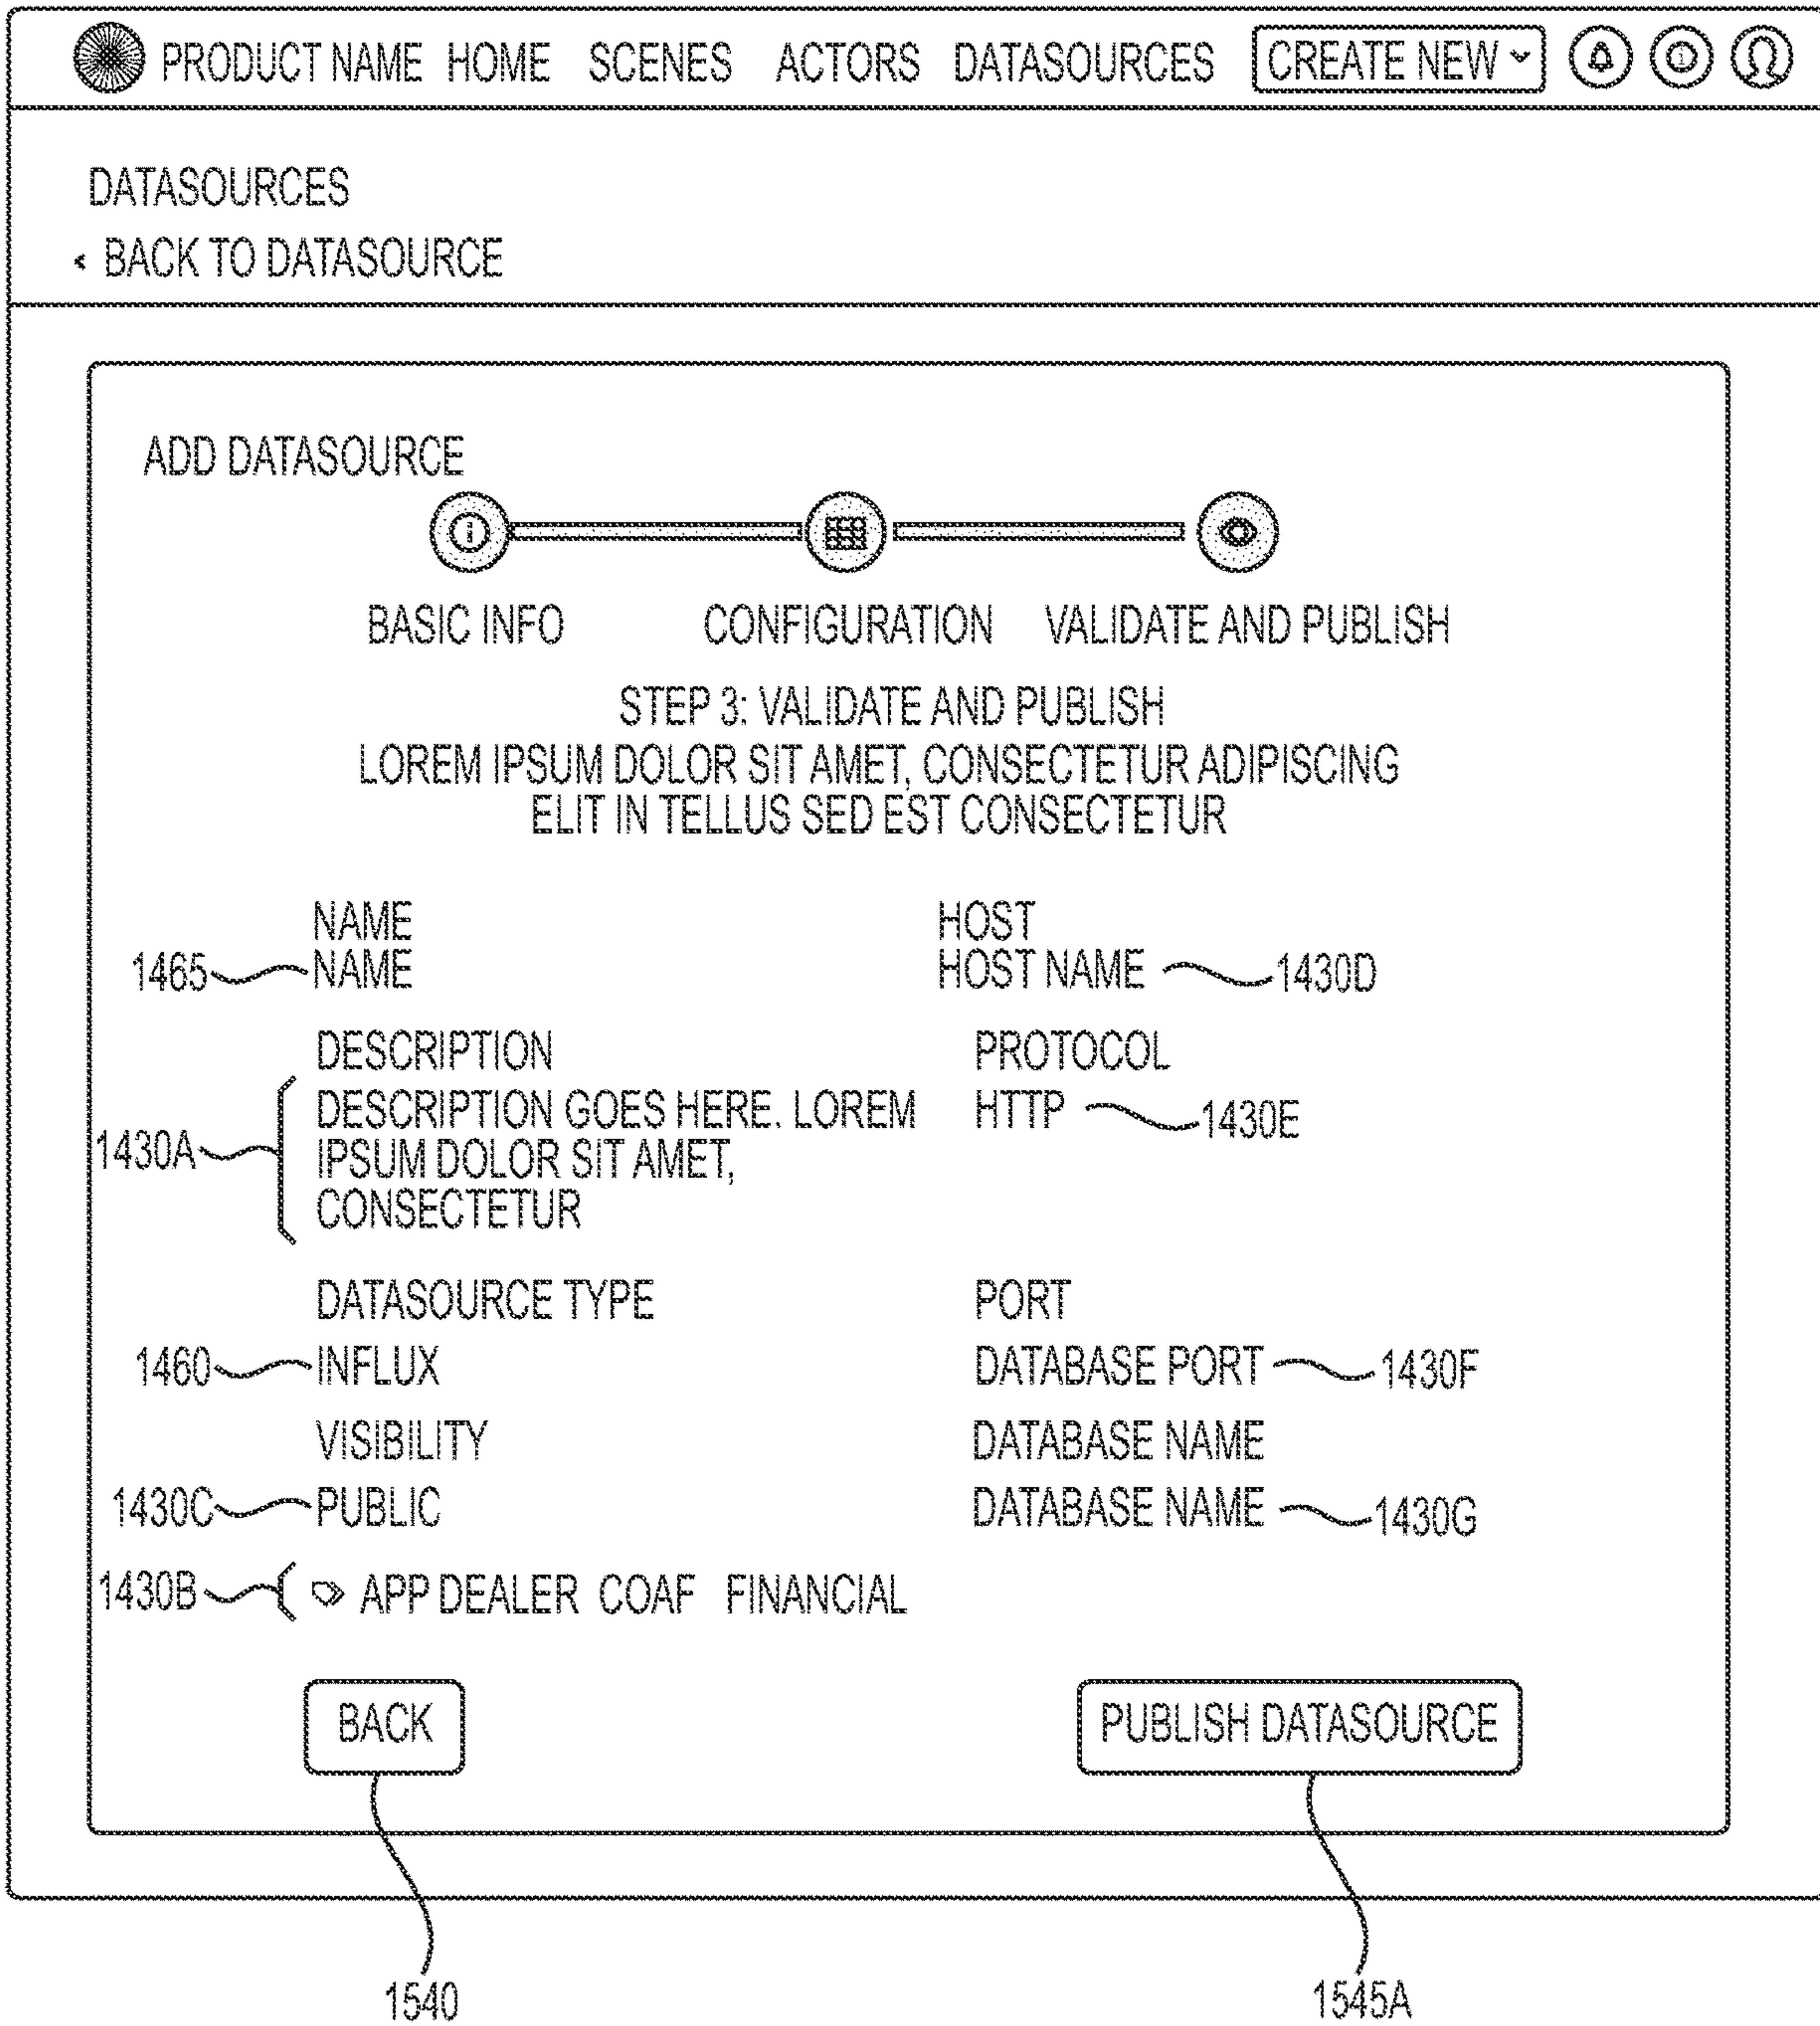 PRODUCT NAME HOME SCENES ACTORS DATASOURCES CREATE NEW
DATASOURCES
< BACK TO DATASOURCE
ADD DATASOURCE
BASIC INFO CONFIGURATION VALIDATE AND PUBLISH
STEP 3: VALIDATE AND PUBLISH
LOREM IPSUM DOLOR SIT AMET, CONSECTETUR ADIPISCING
ELIT IN TELLUS SED EST CONSECTETUR
NAME HOST
1465 NAME HOST NAME 1430D
DESCRIPTION PROTOCOL
DESCRIPTION GOES HERE. LOREM HTTP 1430E
1430A IPSUM DOLOR SIT AMET,
CONSECTETUR
DATASOURCE TYPE PORT
1460 INFLUX DATABASE PORT 1430F
VISIBILITY DATABASE NAME
1430C PUBLIC DATABASE NAME 1430G
1430B APP DEALER COAF FINANCIAL
BACK PUBLISH DATASOURCE
1540 1545A